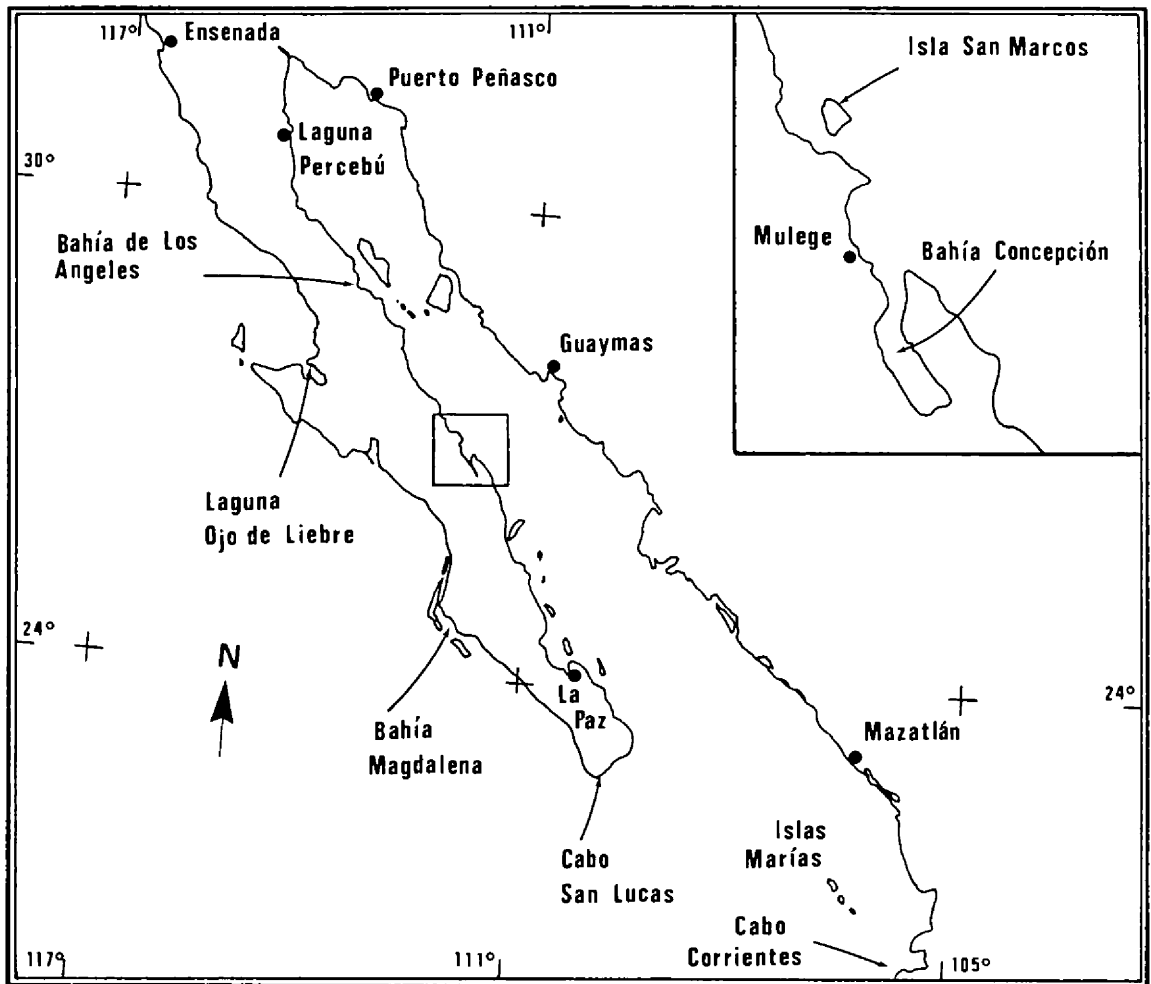 117°
Ensenada
111°
Isla San Marcos
Puerto Peñasco
Laguna
Percebú
30°
Bahía de Los
Angeles
Mulege
Bahía Concepción
Guaymas
Laguna
Ojo de Liebre
24°
N
La
Paz
24°
Bahía
Magdalena
Mazatlán
Islas
Marías
Cabo
San Lucas
Cabo
Corrientes
117°
111°
105°